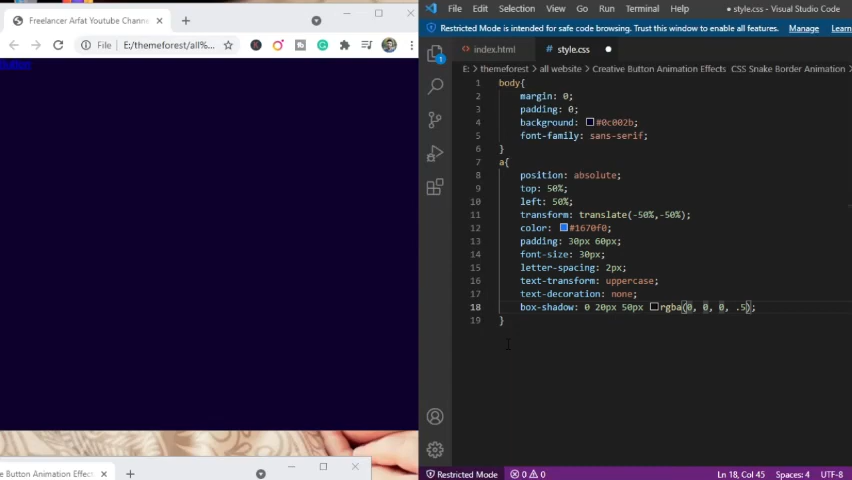 Freelancer Arfat Youtube Channe
E:/themeforest/all%
File
button
e Button Animation Effect
File Edit Selection View Go Run Terminal Help
style.css - Visual Studio Code
Restricted Mode is intended for safe code browsing. Trust this window to enable all features. Manage Learn
1
index.html
# style.css
E: > themeforest > all website > Creative Button Animation Effects CSS Snake Border Animation >
1 body{
2 margin: 0;
3 padding: 0;
4 background: #0c002b;
5 font-family: sans-serif;
6 }
7 a{
8 position: absolute;
9 top: 50%;
10 left: 50%;
11 transform: translate(-50%,-50%);
12 color: #1670f0;
13 padding: 30px 60px;
14 font-size: 30px;
15 letter-spacing: 2px;
16 text-transform: uppercase;
17 text-decoration: none;
18 box-shadow: 0 20px 50px rgba(0, 0, 0, .5);
19 }
Restricted Mode 0 0 Ln 18, Col 45 Spaces: 4 UTF-8